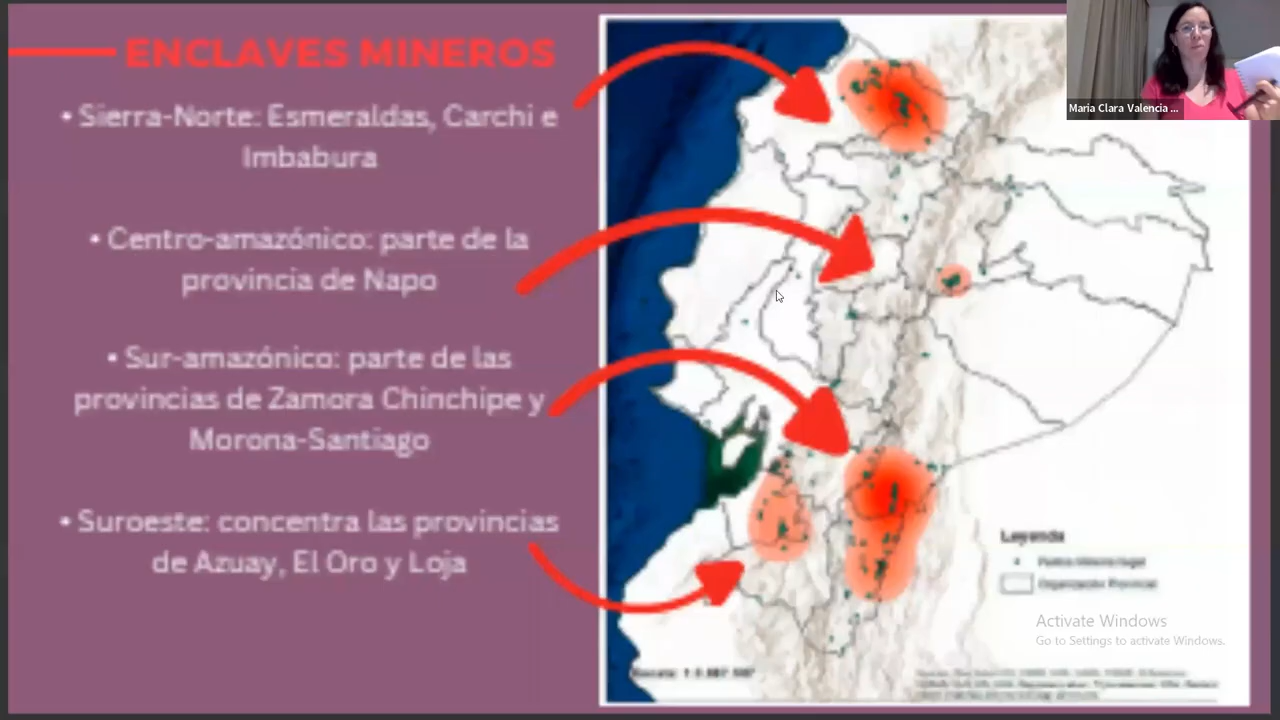 ENCLAVES MINEROS
• Sierra-Norte: Esmeraldas, Carchi e
Imbabura
• Centro-amazónico: parte de la
provincia de Napo
• Sur-amazónico: parte de las
provincias de Zamora Chinchipe y
Morona-Santiago
• Suroeste: concentra las provincias
de Azuay, El Oro y Loja
Maria Clara Valencia ...
Leyenda
Organización Provincial
Activate Windows
Go to Settings to activate Windows.